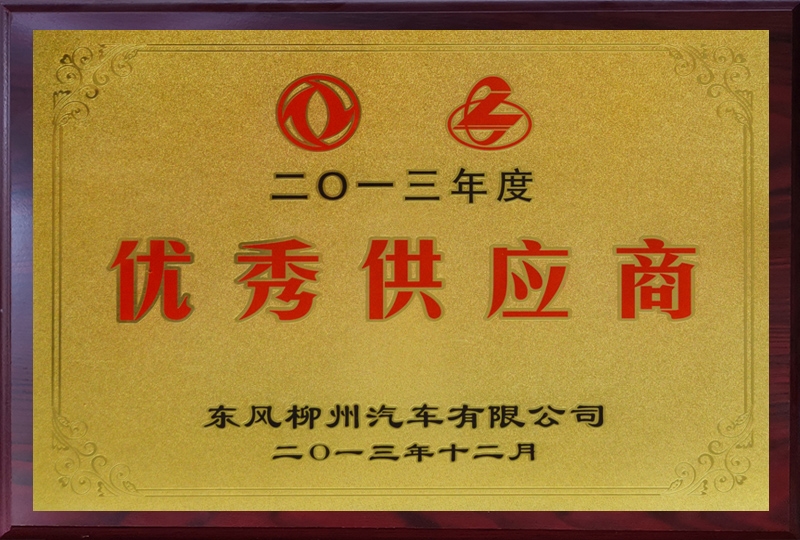 二〇一三年度
优秀供应商
东风柳州汽车有限公司
二〇一三年十二月